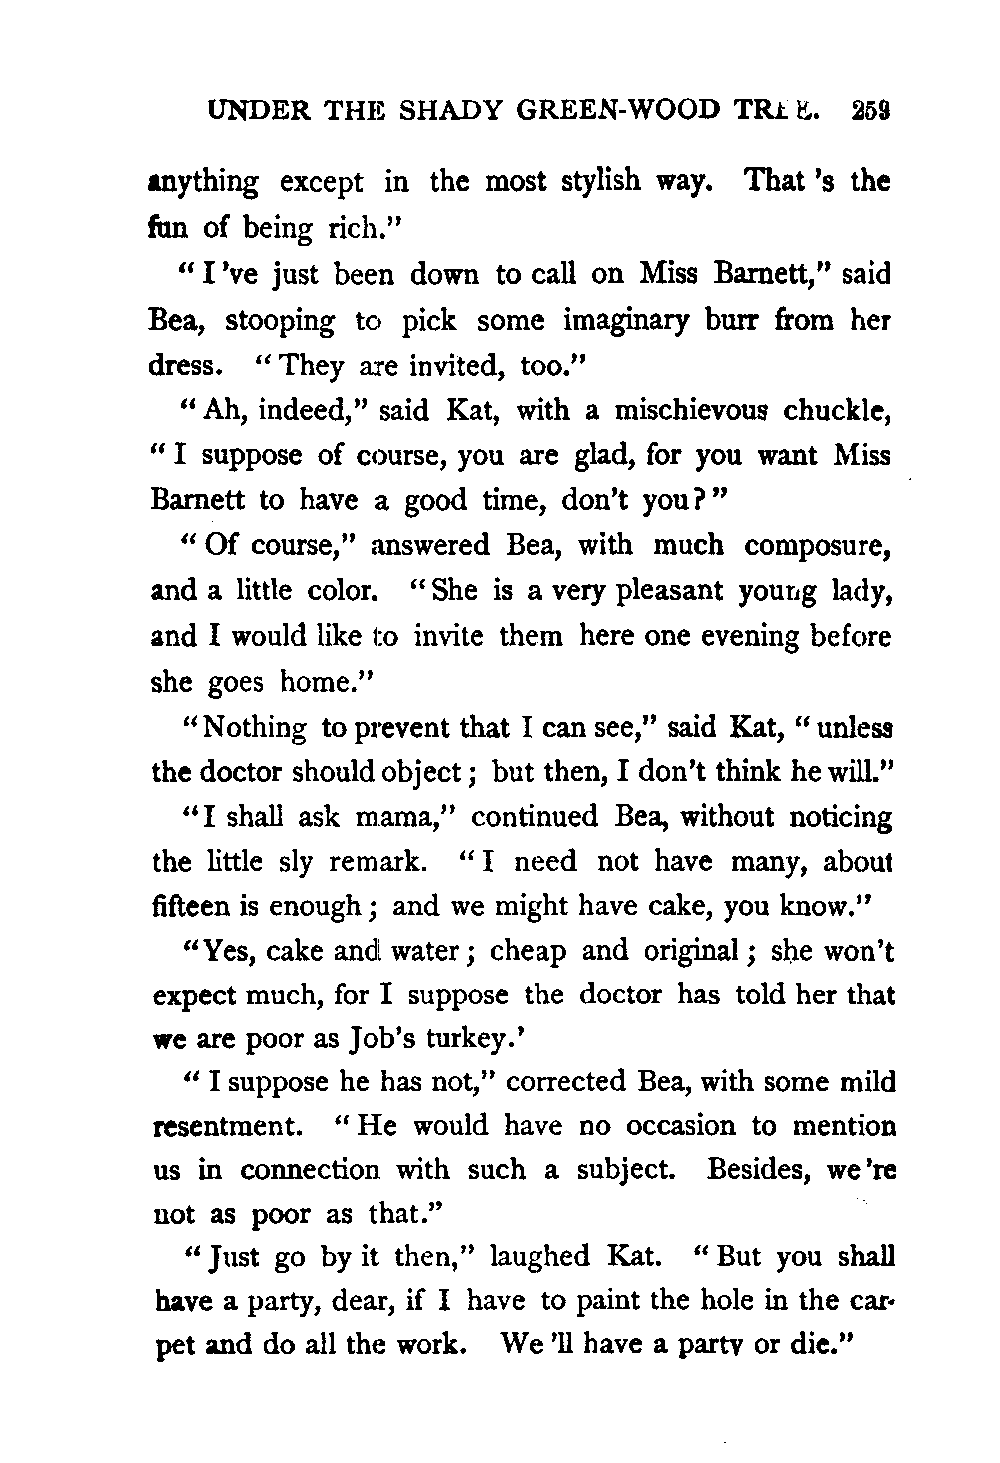 UNDER THE SHADY GREEN-WOOD TREE. 259
anything except in the most stylish way. That 's the
fun of being rich."
"I 've just been down to call on Miss Barnett," said
Bea, stooping to pick some imaginary burr from her
dress. "They are invited, too."
"Ah, indeed," said Kat, with a mischievous chuckle,
"I suppose of course, you are glad, for you want Miss
Barnett to have a good time, don't you?"
"Of course," answered Bea, with much composure,
and a little color. "She is a very pleasant young lady,
and I would like to invite them here one evening before
she goes home."
"Nothing to prevent that I can see," said Kat, "unless
the doctor should object; but then, I don't think he will."
"I shall ask mama," continued Bea, without noticing
the little sly remark. "I need not have many, about
fifteen is enough; and we might have cake, you know."
"Yes, cake and water; cheap and original; she won't
expect much, for I suppose the doctor has told her that
we are poor as Job's turkey.'
"I suppose he has not," corrected Bea, with some mild
resentment. "He would have no occasion to mention
us in connection with such a subject. Besides, we 're
not as poor as that."
"Just go by it then," laughed Kat. "But you shall
have a party, dear, if I have to paint the hole in the car-
pet and do all the work. We 'll have a party or die."